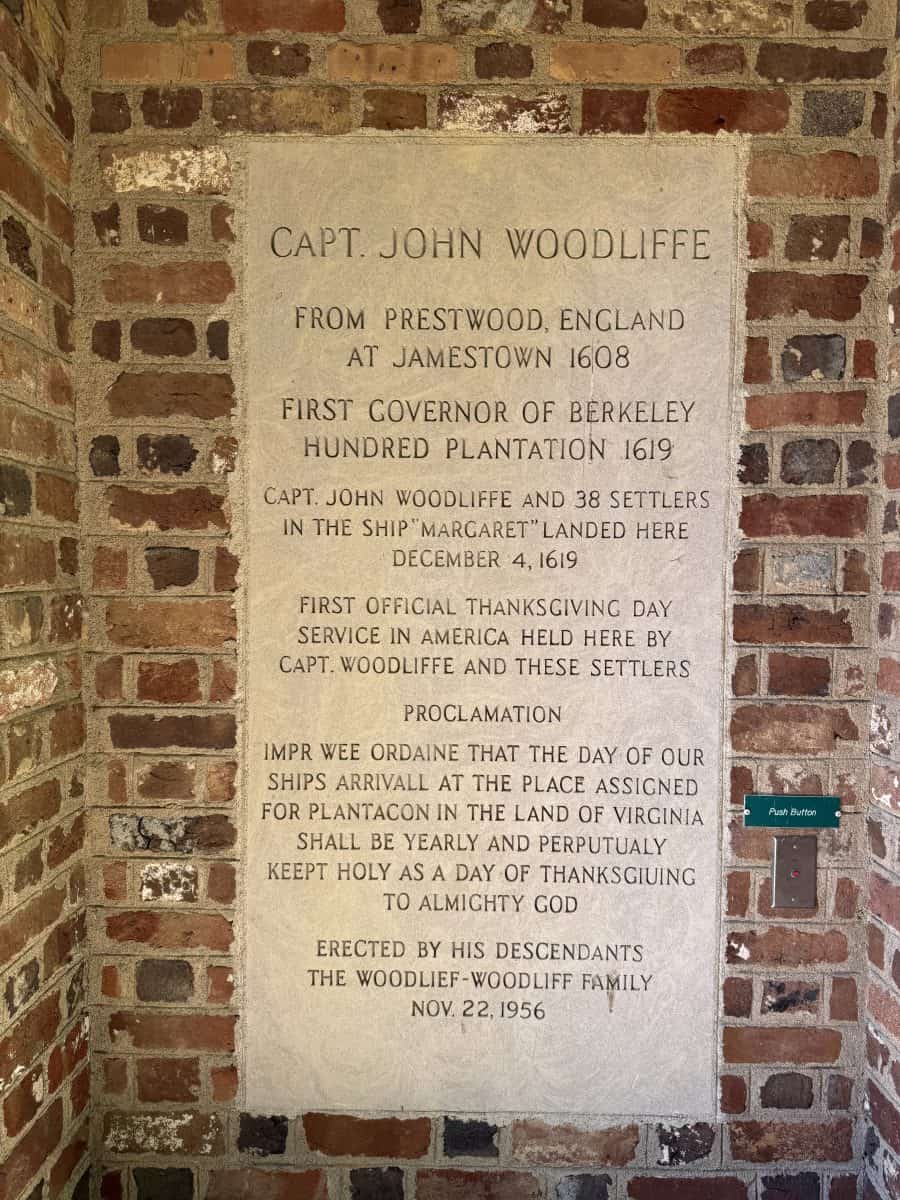 CAPT. JOHN WOODLIFFE
FROM PRESTWOOD, ENGLAND
AT JAMESTOWN 1608
FIRST GOVERNOR OF BERKELEY
HUNDRED PLANTATION 1619
CAPT. JOHN WOODLIFFE AND 38 SETTLERS
IN THE SHIP "MARGARET" LANDED HERE
DECEMBER 4, 1619
FIRST OFFICIAL THANKSGIVING DAY
SERVICE IN AMERICA HELD HERE BY
CAPT. WOODLIFFE AND THESE SETTLERS
PROCLAMATION
IMPR WEE ORDAINE THAT THE DAY OF OUR
SHIPS ARRIVALL AT THE PLACE ASSIGNED
FOR PLANTACON IN THE LAND OF VIRGINIA
SHALL BE YEARLY AND PERPUTUALY
KEEPT HOLY AS A DAY OF THANKSGIUING
TO ALMIGHTY GOD
ERECTED BY HIS DESCENDANTS
THE WOODLIEF-WOODLIFF FAMILY
NOV. 22, 1956
Push Button